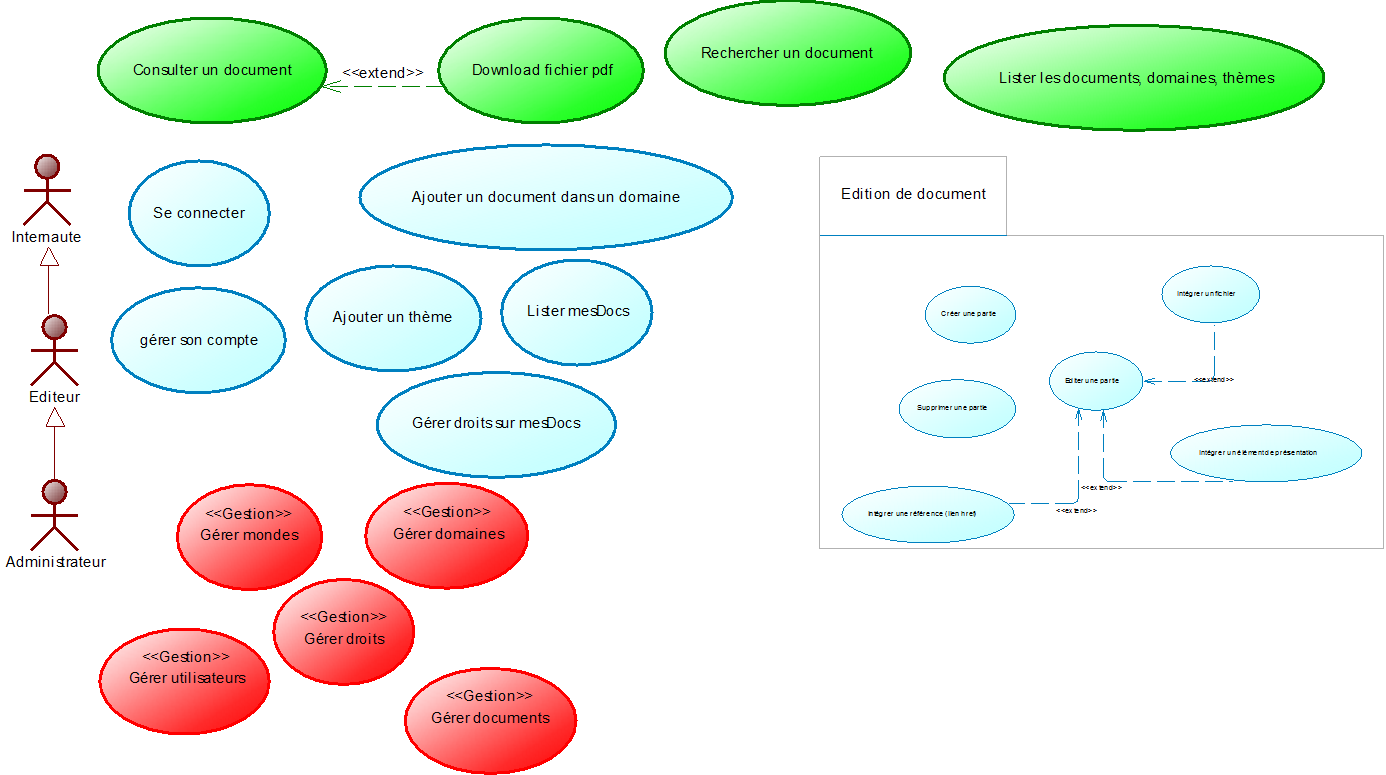 Consulter un document
<<extend>>
Download fichier pdf
Rechercher un document
Lister les documents, domaines, thèmes
Internaute
Se connecter
Ajouter un document dans un domaine
Edition de document
gérer son compte
Ajouter un thème
Lister mesDocs
Editeur
Gérer droits sur mesDocs
Créer une partie
Intégrer un fichier
Editer une partie
<<extend>>
Supprimer une partie
Intégrer un élément de présentation
<<extend>>
Intégrer une référence (lien href)
<<extend>>
Administrateur
<<Gestion>>
Gérer mondes
<<Gestion>>
Gérer domaines
<<Gestion>>
Gérer droits
<<Gestion>>
Gérer utilisateurs
<<Gestion>>
Gérer documents